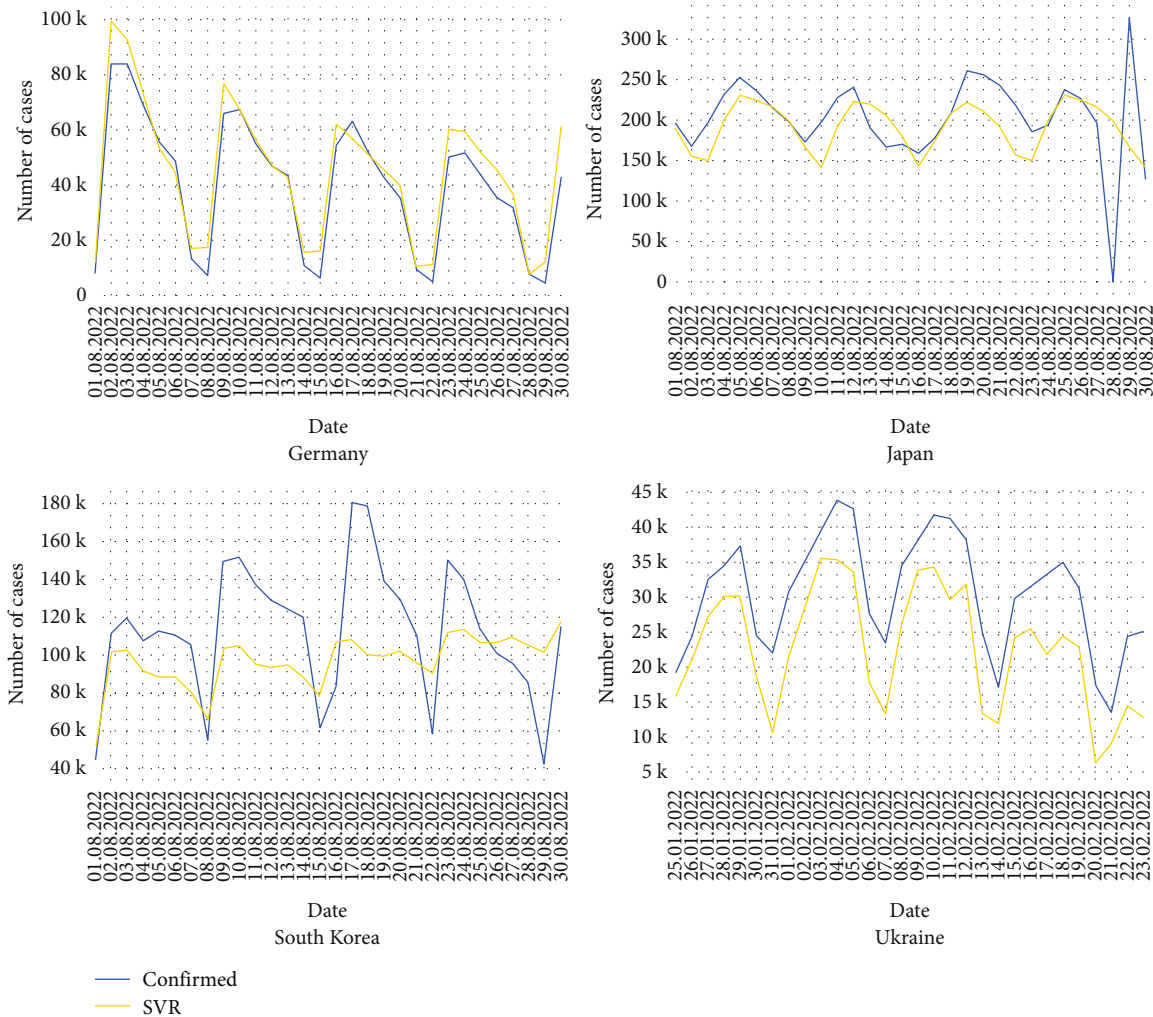 100 k
80 k
60 k
40 k
20 k
0
Number of cases
01.08.2022
02.08.2022
03.08.2022
04.08.2022
05.08.2022
06.08.2022
07.08.2022
08.08.2022
09.08.2022
10.08.2022
11.08.2022
12.08.2022
13.08.2022
14.08.2022
15.08.2022
16.08.2022
17.08.2022
18.08.2022
19.08.2022
20.08.2022
21.08.2022
22.08.2022
23.08.2022
24.08.2022
25.08.2022
26.08.2022
27.08.2022
28.08.2022
29.08.2022
30.08.2022
Date
Germany
300 k
250 k
200 k
150 k
100 k
50 k
0
Number of cases
01.08.2022
02.08.2022
03.08.2022
04.08.2022
05.08.2022
06.08.2022
07.08.2022
08.08.2022
09.08.2022
10.08.2022
11.08.2022
12.08.2022
13.08.2022
14.08.2022
15.08.2022
16.08.2022
17.08.2022
18.08.2022
19.08.2022
20.08.2022
21.08.2022
22.08.2022
23.08.2022
24.08.2022
25.08.2022
26.08.2022
27.08.2022
28.08.2022
29.08.2022
30.08.2022
Date
Japan
180 k
160 k
140 k
120 k
100 k
80 k
60 k
40 k
Number of cases
01.08.2022
02.08.2022
03.08.2022
04.08.2022
05.08.2022
06.08.2022
07.08.2022
08.08.2022
09.08.2022
10.08.2022
11.08.2022
12.08.2022
13.08.2022
14.08.2022
15.08.2022
16.08.2022
17.08.2022
18.08.2022
19.08.2022
20.08.2022
21.08.2022
22.08.2022
23.08.2022
24.08.2022
25.08.2022
26.08.2022
27.08.2022
28.08.2022
29.08.2022
30.08.2022
Date
South Korea
45 k
40 k
35 k
30 k
25 k
20 k
15 k
10 k
5 k
Number of cases
25.01.2022
26.01.2022
27.01.2022
28.01.2022
29.01.2022
30.01.2022
31.01.2022
01.02.2022
02.02.2022
03.02.2022
04.02.2022
05.02.2022
06.02.2022
07.02.2022
08.02.2022
09.02.2022
10.02.2022
11.02.2022
12.02.2022
13.02.2022
14.02.2022
15.02.2022
16.02.2022
17.02.2022
18.02.2022
19.02.2022
20.02.2022
21.02.2022
22.02.2022
23.02.2022
Date
Ukraine
Confirmed
SVR